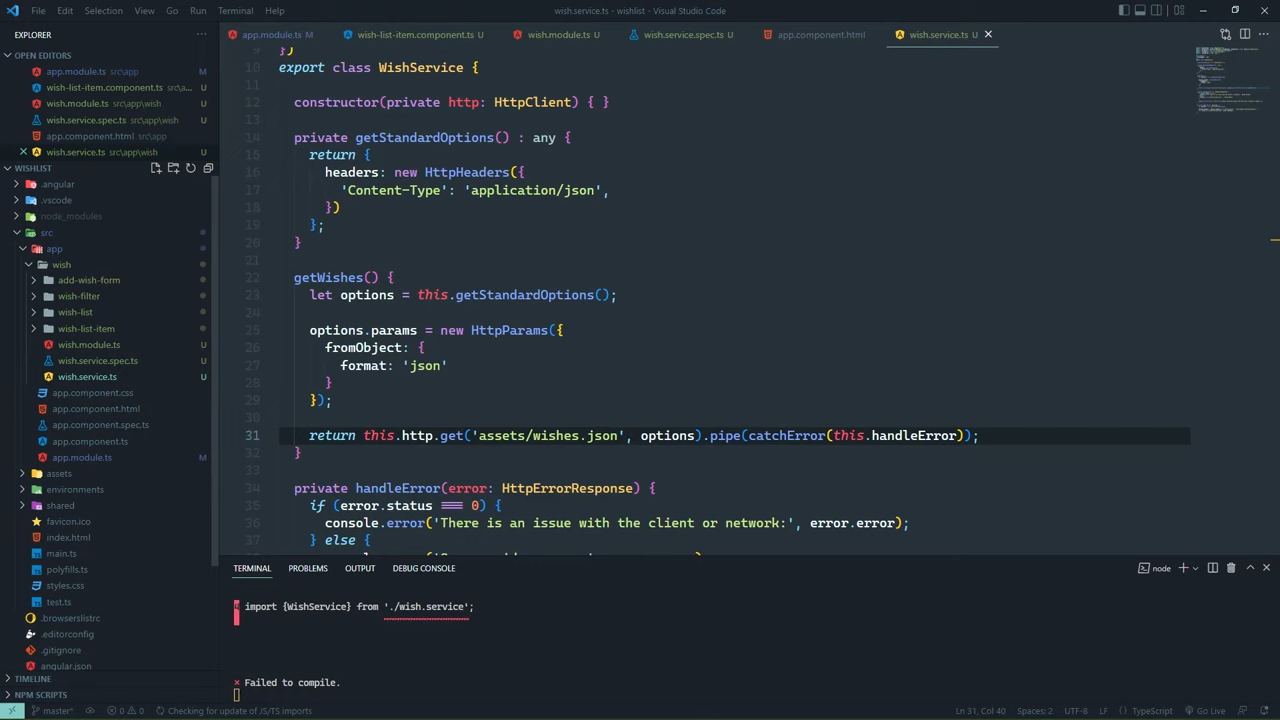 File Edit Selection View Go Run Terminal Help
wish.service.ts - wishlist - Visual Studio Code
EXPLORER
OPEN EDITORS
app.module.ts src\app M
wish-list-item.component.ts src\a... U
wish.module.ts src\app\wish U
wish.service.spec.ts src\app\wish U
app.component.html src\app
wish.service.ts src\app\wish U
WISHLIST
.angular
.vscode
node_modules
src
app
wish
add-wish-form
wish-filter
wish-list
wish-list-item
wish.module.ts U
wish.service.spec.ts U
wish.service.ts U
app.component.css
app.component.html
app.component.spec.ts
app.component.ts
app.module.ts M
assets
environments
shared
favicon.ico
index.html
main.ts
polyfills.ts
styles.css
test.ts
.browserslistrc
.editorconfig
.gitignore
angular.json
TIMELINE
NPM SCRIPTS
app.module.ts M wish-list-item.component.ts U wish.module.ts U wish.service.spec.ts U app.component.html wish.service.ts U
9 })
10 export class WishService {
11
12 constructor(private http: HttpClient) { }
13
14 private getStandardOptions() : any {
15 return {
16 headers: new HttpHeaders({
17 'Content-Type': 'application/json',
18 })
19 };
20 }
21
22 getWishes() {
23 let options = this.getStandardOptions();
24
25 options.params = new HttpParams({
26 fromObject: {
27 format: 'json'
28 }
29 });
30
31 return this.http.get('assets/wishes.json', options).pipe(catchError(this.handleError));
32 }
33
34 private handleError(error: HttpErrorResponse) {
35 if (error.status === 0) {
36 console.error('There is an issue with the client or network:', error.error);
37 } else {
TERMINAL PROBLEMS OUTPUT DEBUG CONSOLE
node
import {WishService} from './wish.service';
× Failed to compile.
master* 0 0 Checking for update of JS/TS imports
Ln 31, Col 40 Spaces: 2 UTF-8 LF { } TypeScript Go Live